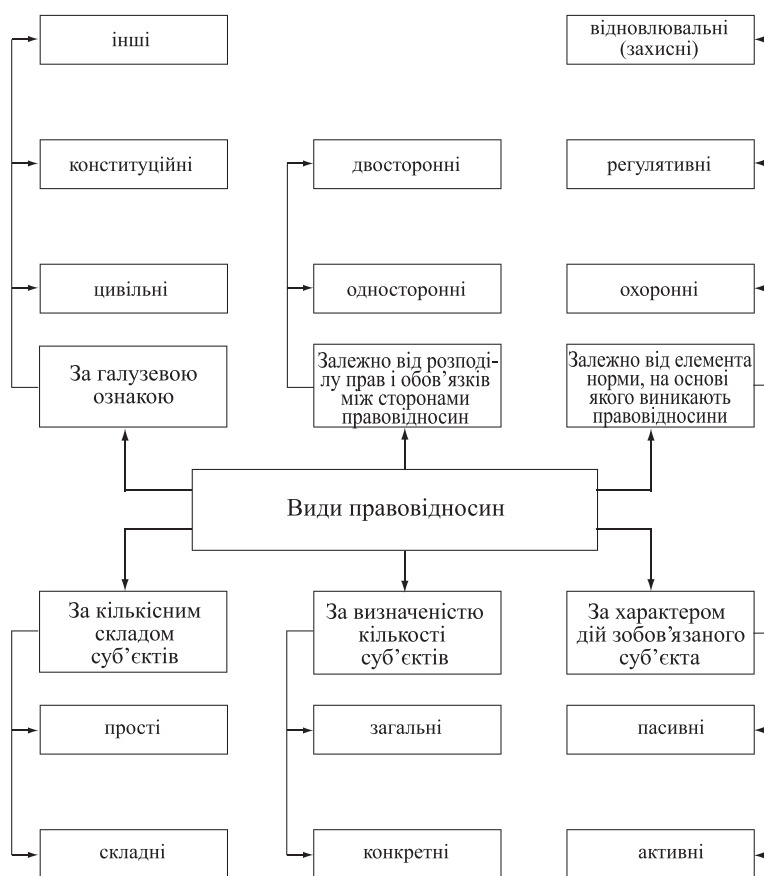 інші
відновлювальні
(захисні)
конституційні
двосторонні
регулятивні
цивільні
односторонні
охоронні
За галузевою
ознакою
Залежно від розподі-
лу прав і обов’язків
між сторонами
правовідносин
Залежно від елемента
норми, на основі
якого виникають
правовідносини
Види правовідносин
За кількісним
складом
суб’єктів
За визначеністю
кількості
суб’єктів
За характером
дій зобов’язаного
суб’єкта
прості
загальні
пасивні
складні
конкретні
активні